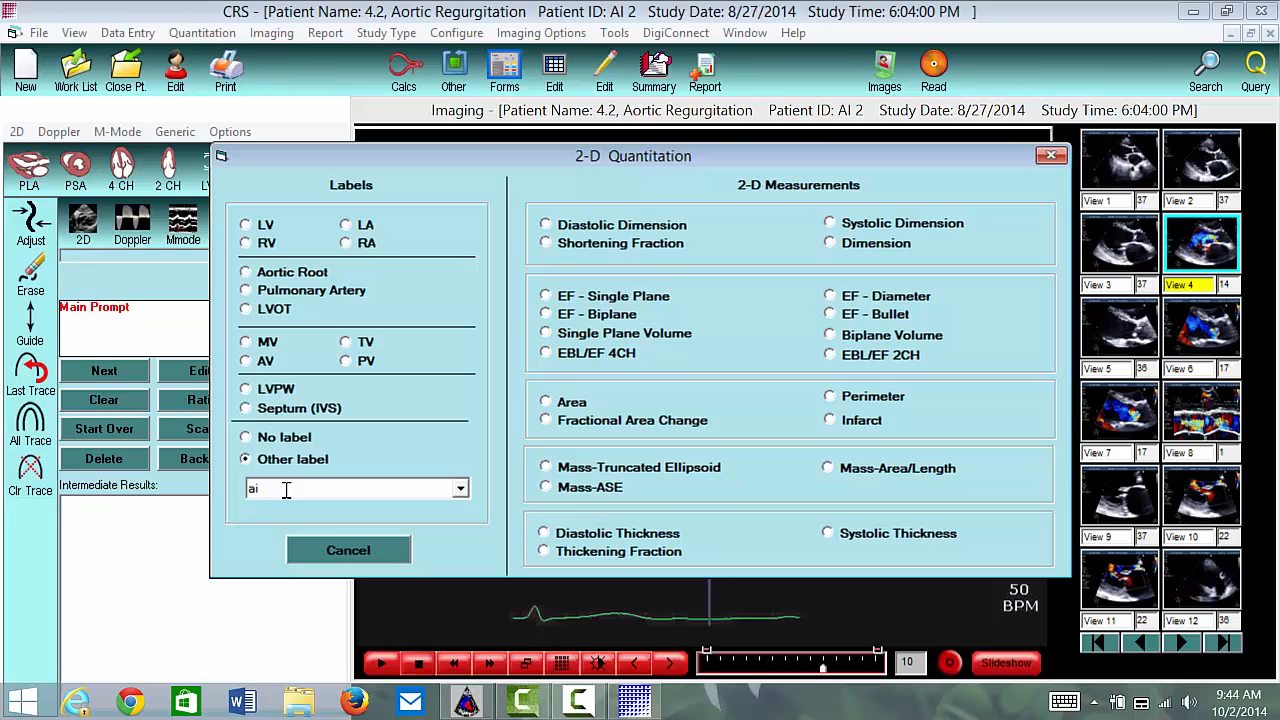 CRS - [Patient Name: 4.2, Aortic Regurgitation Patient ID: AI 2 Study Date: 8/27/2014 Study Time: 6:04:00 PM ]
File View Data Entry Quantitation Imaging Report Study Type Configure Imaging Options Tools DigiConnect Window Help
New Work List Close Pt. Edit Print Calcs Other Forms Edit Edit Summary Report Images Read Search Query
Imaging - [Patient Name: 4.2, Aortic Regurgitation Patient ID: AI 2 Study Date: 8/27/2014 Study Time: 6:04:00 PM]
2D Doppler M-Mode Generic Options
PLA PSA 4 CH 2 CH
Adjust 2D Doppler Mmode
Erase
Main Prompt
Guide
Last Trace
Next
Clear
All Trace
Start Over
Delete
Clr Trace
Intermediate Results:
2-D Quantitation
Labels
LV LA
RV RA
Aortic Root
Pulmonary Artery
LVOT
MV TV
AV PV
LVPW
Septum (IVS)
No label
Other label
ai
Cancel
2-D Measurements
Diastolic Dimension Systolic Dimension
Shortening Fraction Dimension
EF - Single Plane EF - Diameter
EF - Biplane EF - Bullet
Single Plane Volume Biplane Volume
EBL/EF 4CH EBL/EF 2CH
Area Perimeter
Fractional Area Change Infarct
Mass-Truncated Ellipsoid Mass-Area/Length
Mass-ASE
Diastolic Thickness Systolic Thickness
Thickening Fraction
View 1 37 View 2 37
View 3 37 View 4 14
View 5 36 View 6 17
View 7 17 View 8 1
View 9 37 View 10 22
View 11 22 View 12 36
50
BPM
10
Slideshow
9:44 AM
10/2/2014